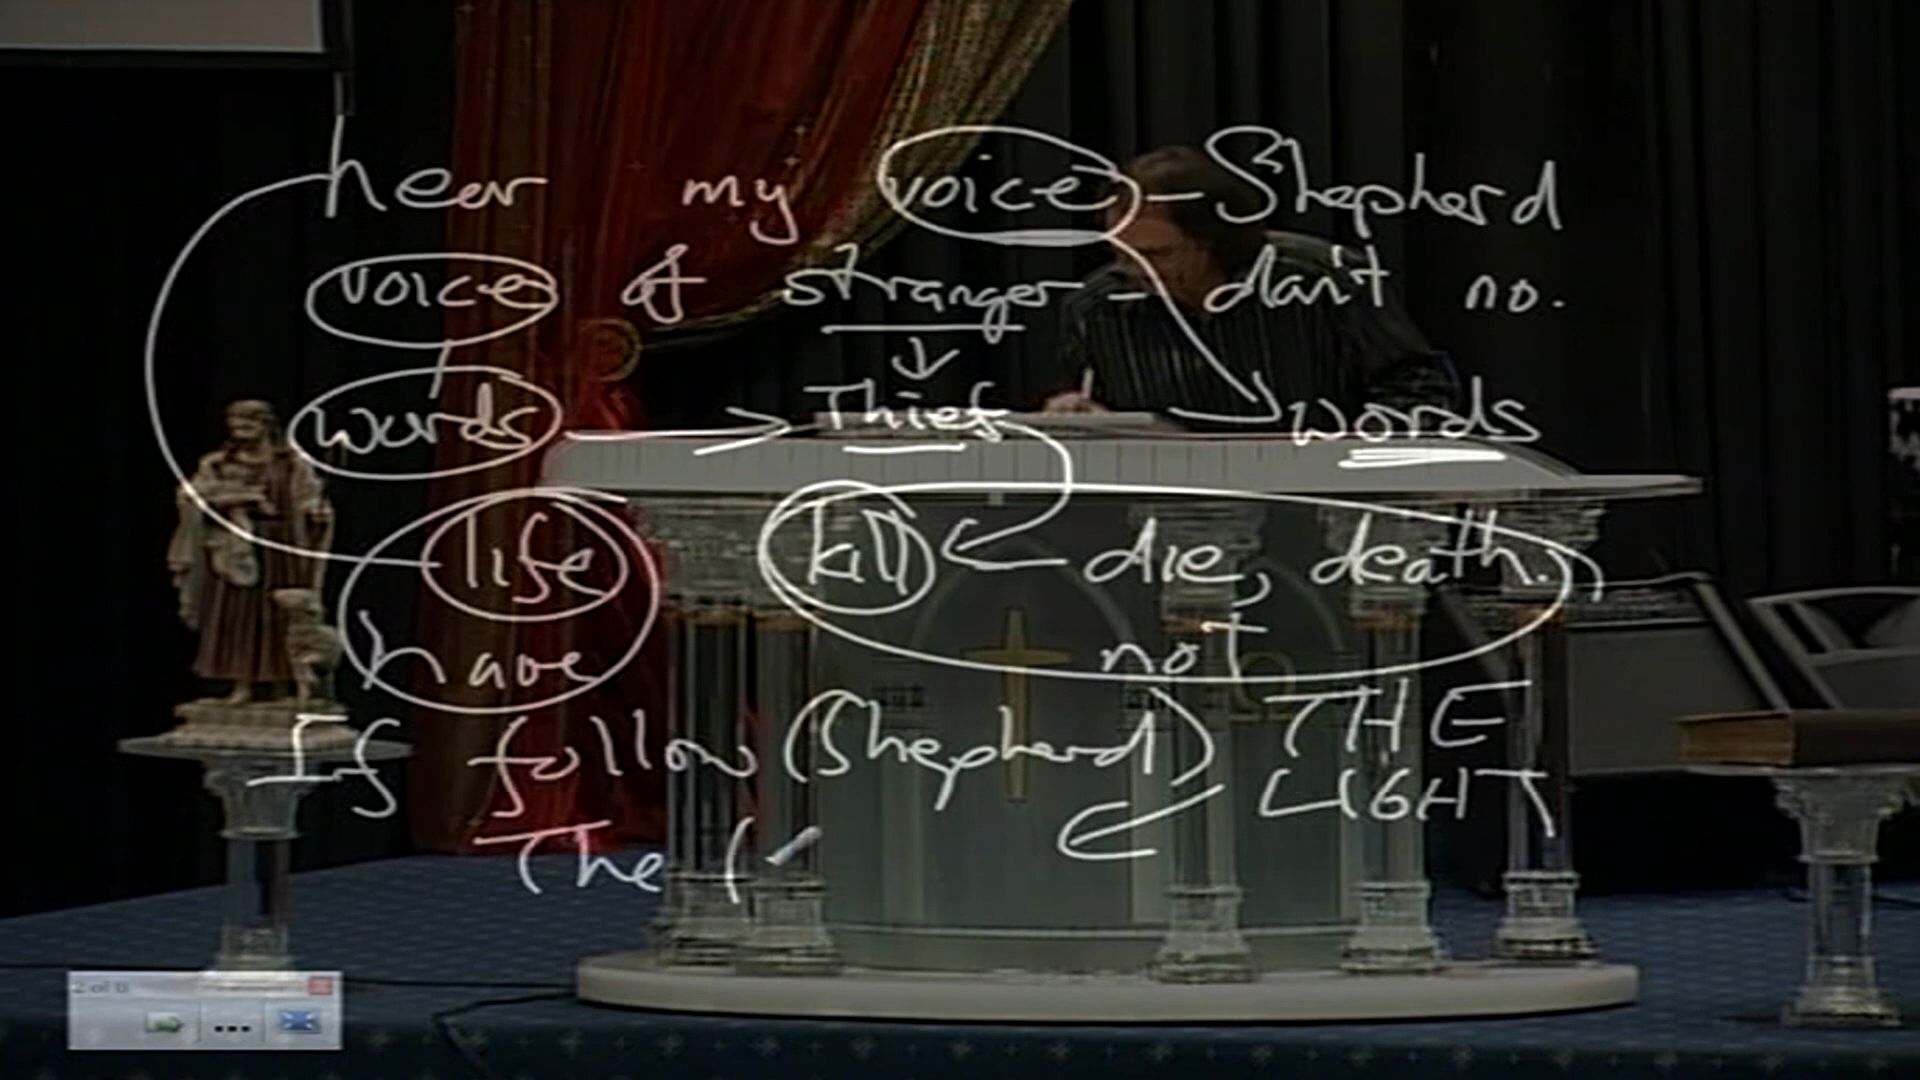 hear my voice - Shepherd
voice of stranger - don't no.
words → Thief words
life kill die, death.
have not
If follow (Shepherd) THE
LIGHT
The